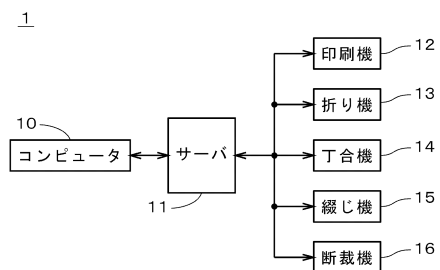 1
印刷機 12
折り機 13
10
コンピュータ
サーバ
丁合機 14
11
綴じ機 15
断裁機 16